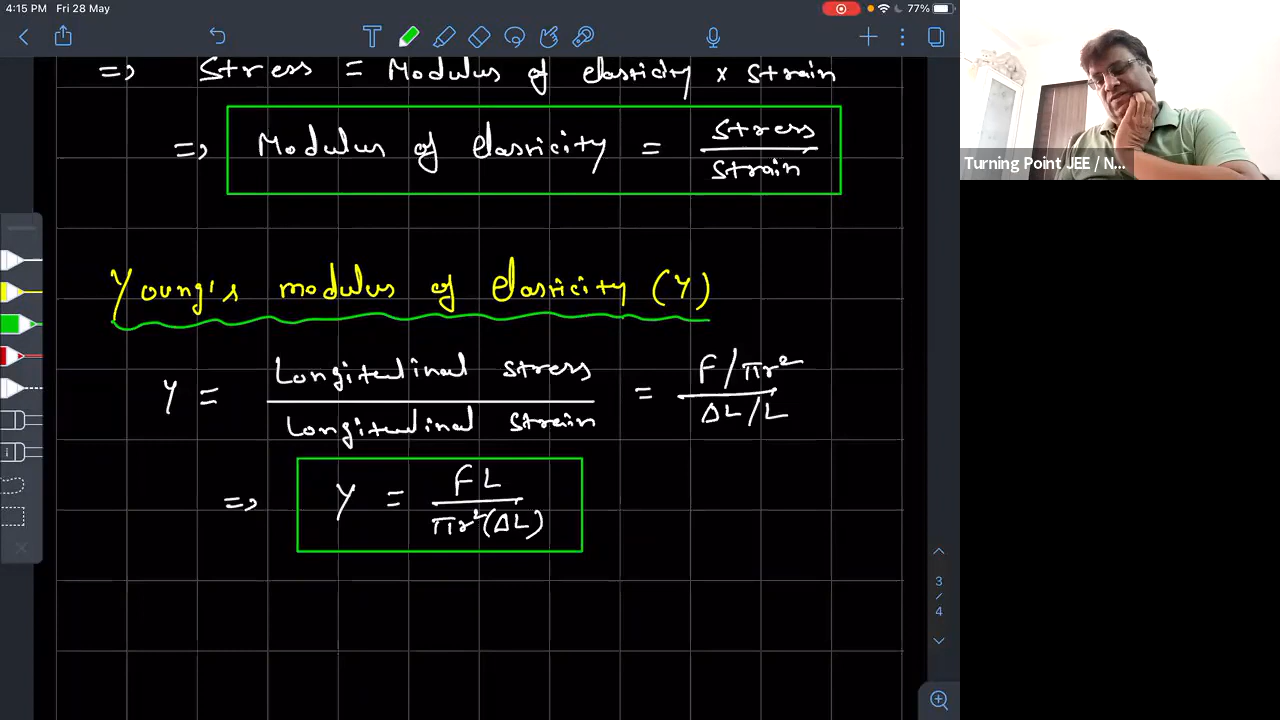 4:15 PM Fri 28 May
77%
=> Stress = Modulus of elasticity x strain
=> Modulus of elasticity = stress / strain
Young's modulus of elasticity (Y)
Y = Longitudinal stress / Longitudinal strain = F/πr² / ΔL/L
=> Y = FL / πr²(ΔL)
3
/
4
Turning Point JEE / N...